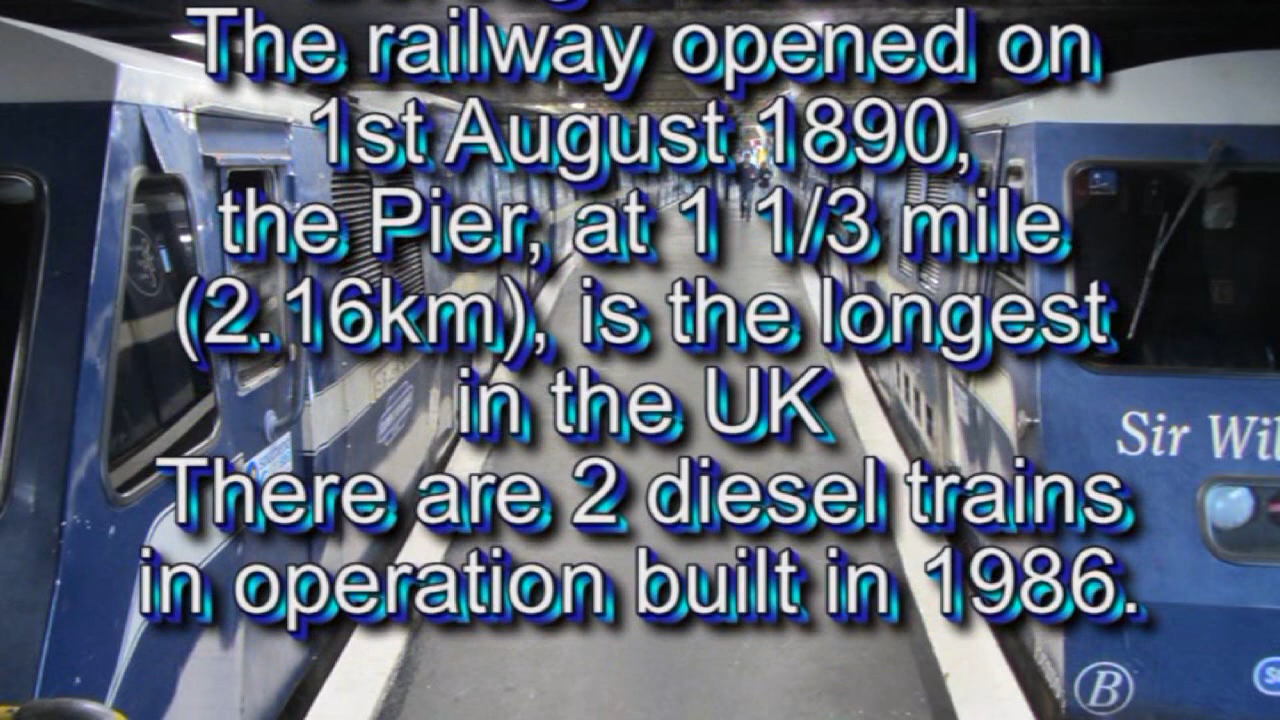 The railway opened on
1st August 1890,
the Pier, at 1 1/3 mile
(2.16km), is the longest
in the UK
There are 2 diesel trains
in operation built in 1986.
Sir Wil
B